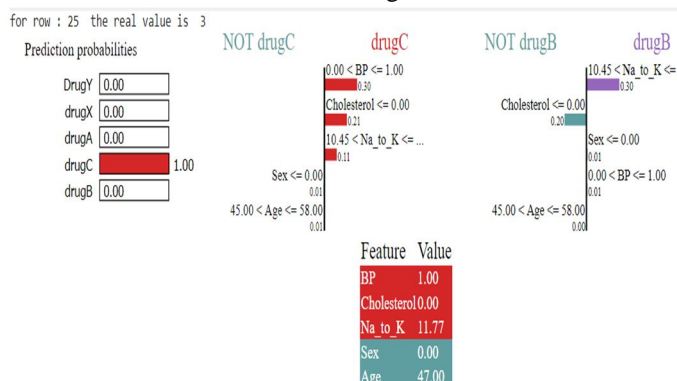 for row : 25 the real value is 3
Prediction probabilities
DrugY 0.00
drugX 0.00
drugA 0.00
drugC 1.00
drugB 0.00
NOT drugC drugC
0.00 < BP <= 1.00
0.30
Cholesterol <= 0.00
0.21
10.45 < Na_to_K <= ...
0.11
Sex <= 0.00
0.01
45.00 < Age <= 58.00
0.01
NOT drugB drugB
10.45 < Na_to_K <=
0.30
Cholesterol <= 0.00
0.20
Sex <= 0.00
0.01
0.00 < BP <= 1.00
0.01
45.00 < Age <= 58.00
0.00
Feature Value
BP 1.00
Cholesterol 0.00
Na_to_K 11.77
Sex 0.00
Age 47.00